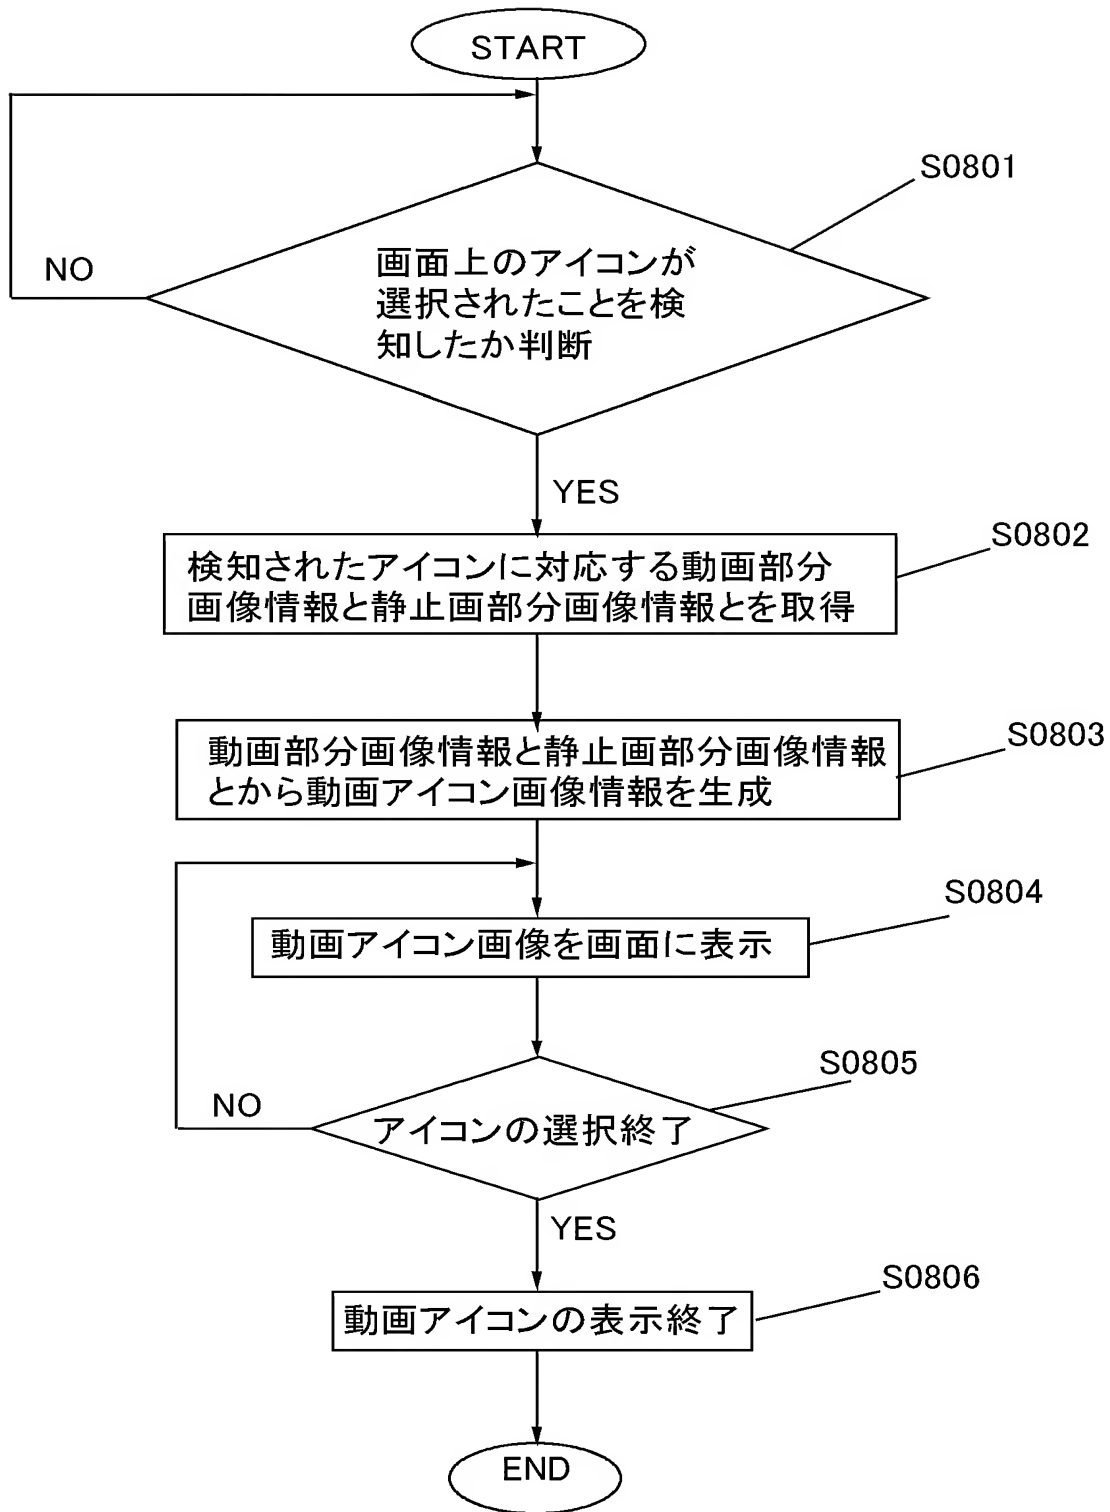 START
S0801
画面上のアイコンが
選択されたことを検
知したか判断
NO
YES
S0802
検知されたアイコンに対応する動画部分
画像情報と静止画部分画像情報とを取得
S0803
動画部分画像情報と静止画部分画像情報
とから動画アイコン画像情報を生成
S0804
動画アイコン画像を画面に表示
S0805
アイコンの選択終了
NO
YES
S0806
動画アイコンの表示終了
END